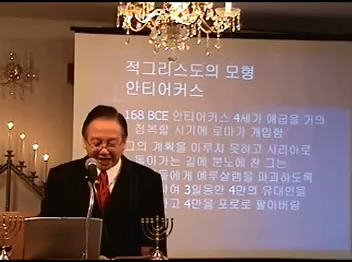 적그리스도의 모형
안티어커스
168 BCE 안티어커스 4세가 애굽을 거의
정복할 시기에 로마가 개입함
그의 계획을 이루지 못하고 시리아로
돌아가는 길에 분노에 찬 그는
들에게 예루살렘을 파괴하도록
여 3일동안 4만의 유대인을
고 4만을 포로로 팔아버림